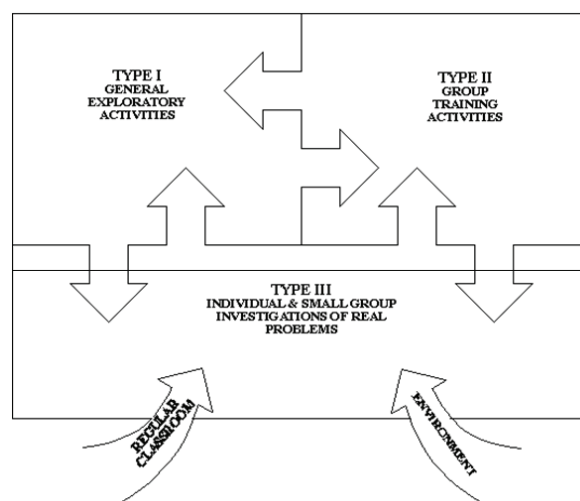 TYPE I
GENERAL
EXPLORATORY
ACTIVITIES
TYPE II
GROUP
TRAINING
ACTIVITIES
TYPE III
INDIVIDUAL & SMALL GROUP
INVESTIGATIONS OF REAL
PROBLEMS
REGULAR
CLASSROOM
ENVIRONMENT